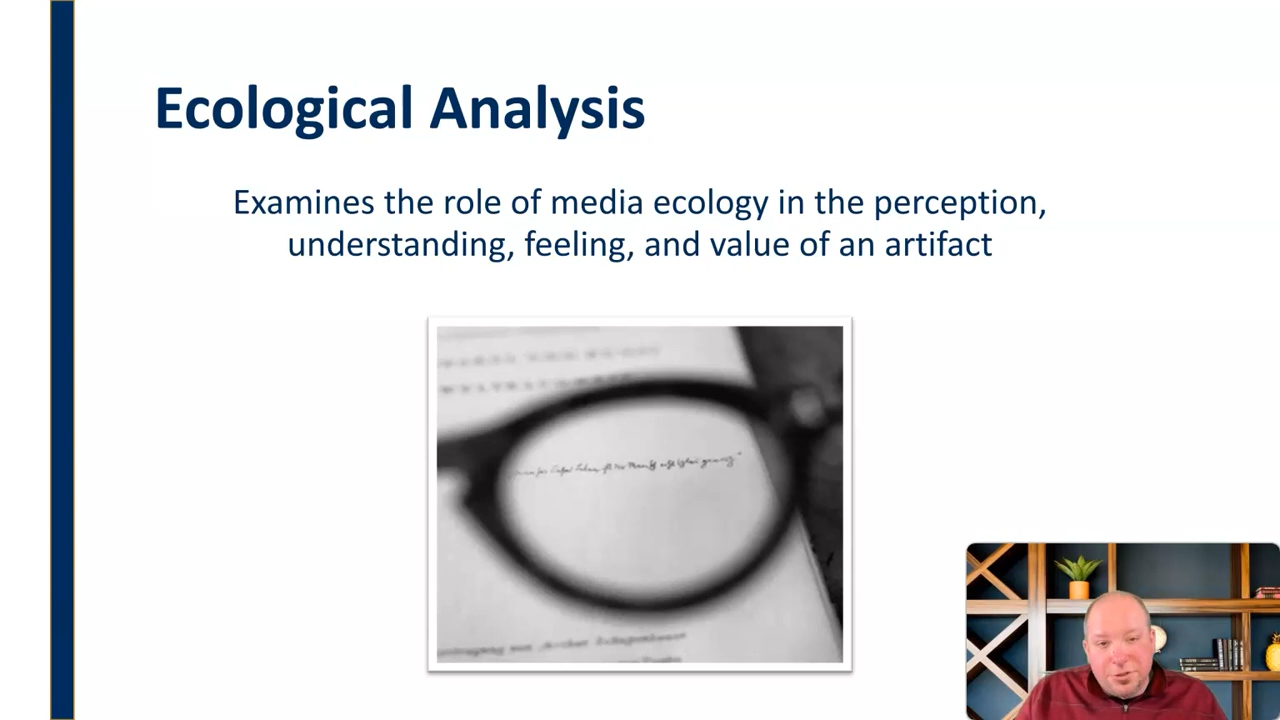 Ecological Analysis
Examines the role of media ecology in the perception,
understanding, feeling, and value of an artifact